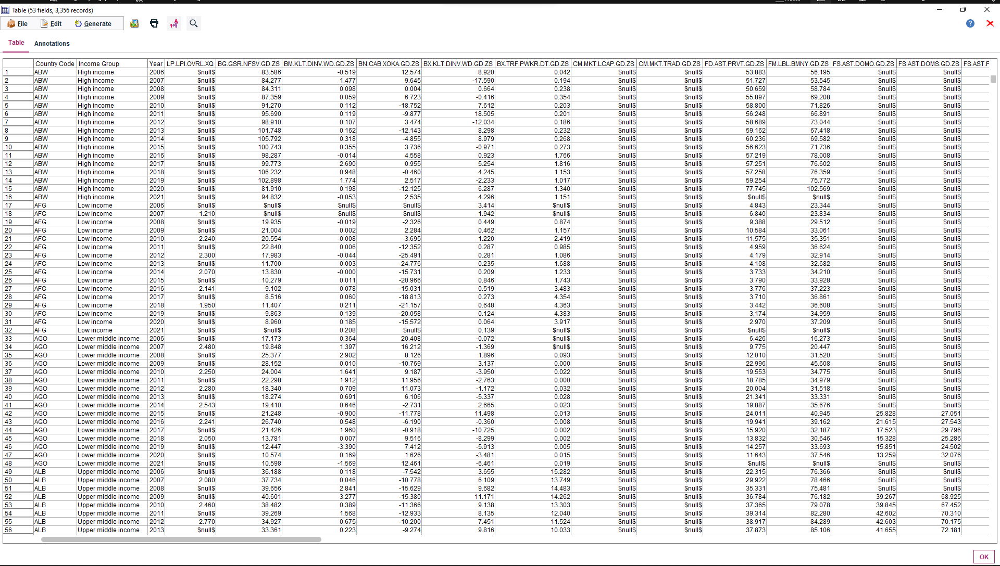 Table (53 fields, 3,356 records)
File Edit Generate
Table Annotations
Country Code Income Group Year LP.LPI.OVRL.XQ BG.GSR.NFSV.GD.ZS BM.KLT.DINV.WD.GD.ZS BN.CAB.XOKA.GD.ZS BX.KLT.DINV.WD.GD.ZS BX.TRF.PWKR.DT.GD.ZS CM.MKT.LCAP.GD.ZS CM.MKT.TRAD.GD.ZS FD.AST.PRVT.GD.ZS FM.LBL.BMNY.GD.ZS FS.AST.DOMO.GD.ZS FS.AST.DOMS.GD.ZS FS.AST.F
1 ABW High income 2006 $null$ 83.586 -0.519 12.574 8.920 0.042 $null$ $null$ 53.883 56.195 $null$ $null$
2 ABW High income 2007 $null$ 84.277 1.477 9.645 -17.590 0.194 $null$ $null$ 51.727 53.545 $null$ $null$
3 ABW High income 2008 $null$ 84.311 0.098 0.004 0.664 0.238 $null$ $null$ 50.659 58.784 $null$ $null$
4 ABW High income 2009 $null$ 87.359 0.059 6.723 -0.416 0.354 $null$ $null$ 55.897 69.208 $null$ $null$
5 ABW High income 2010 $null$ 91.270 0.112 -18.752 7.612 0.203 $null$ $null$ 58.800 71.826 $null$ $null$
6 ABW High income 2011 $null$ 95.690 0.119 -9.877 18.505 0.201 $null$ $null$ 56.248 66.891 $null$ $null$
7 ABW High income 2012 $null$ 98.910 0.107 3.474 -12.034 0.186 $null$ $null$ 58.689 73.044 $null$ $null$
8 ABW High income 2013 $null$ 101.748 0.162 -12.143 8.298 0.232 $null$ $null$ 59.162 67.418 $null$ $null$
9 ABW High income 2014 $null$ 105.792 0.318 -4.855 8.979 0.268 $null$ $null$ 60.236 69.582 $null$ $null$
10 ABW High income 2015 $null$ 100.743 0.355 3.736 -0.971 0.273 $null$ $null$ 56.623 71.736 $null$ $null$
11 ABW High income 2016 $null$ 98.287 -0.014 4.558 0.923 1.766 $null$ $null$ 57.219 78.008 $null$ $null$
12 ABW High income 2017 $null$ 99.773 2.690 0.955 5.254 1.816 $null$ $null$ 57.251 76.602 $null$ $null$
13 ABW High income 2018 $null$ 106.232 0.948 -0.460 4.245 1.153 $null$ $null$ 57.258 76.359 $null$ $null$
14 ABW High income 2019 $null$ 102.898 1.774 2.517 -2.233 1.017 $null$ $null$ 59.254 75.772 $null$ $null$
15 ABW High income 2020 $null$ 81.910 0.198 -12.125 6.287 1.340 $null$ $null$ 77.745 102.569 $null$ $null$
16 ABW High income 2021 $null$ 94.832 -0.053 2.535 4.296 1.151 $null$ $null$ $null$ $null$ $null$ $null$
17 AFG Low income 2006 $null$ $null$ $null$ $null$ 3.414 $null$ $null$ $null$ 4.843 23.344 $null$ $null$
18 AFG Low income 2007 1.210 $null$ $null$ $null$ 1.942 $null$ $null$ $null$ 6.840 23.834 $null$ $null$
19 AFG Low income 2008 $null$ 19.935 -0.019 -2.326 0.449 0.874 $null$ $null$ 9.388 29.512 $null$ $null$
20 AFG Low income 2009 $null$ 21.004 0.002 2.284 0.462 1.157 $null$ $null$ 10.584 33.061 $null$ $null$
21 AFG Low income 2010 2.240 20.554 -0.008 -3.695 1.220 2.419 $null$ $null$ 11.575 35.351 $null$ $null$
22 AFG Low income 2011 $null$ 22.840 0.006 -12.352 0.287 0.985 $null$ $null$ 4.959 36.624 $null$ $null$
23 AFG Low income 2012 2.300 17.983 -0.044 -25.491 0.281 1.086 $null$ $null$ 4.179 32.914 $null$ $null$
24 AFG Low income 2013 $null$ 11.700 0.003 -24.776 0.235 1.688 $null$ $null$ 4.108 32.682 $null$ $null$
25 AFG Low income 2014 2.070 13.830 -0.000 -15.731 0.209 1.233 $null$ $null$ 3.733 34.210 $null$ $null$
26 AFG Low income 2015 $null$ 10.279 0.011 -20.966 0.846 1.743 $null$ $null$ 3.790 33.928 $null$ $null$
27 AFG Low income 2016 2.141 9.102 0.078 -15.031 0.519 3.483 $null$ $null$ 3.776 37.223 $null$ $null$
28 AFG Low income 2017 $null$ 8.516 0.060 -18.813 0.273 4.354 $null$ $null$ 3.710 36.861 $null$ $null$
29 AFG Low income 2018 1.950 11.407 0.211 -21.157 0.648 4.363 $null$ $null$ 3.442 36.608 $null$ $null$
30 AFG Low income 2019 $null$ 9.863 0.139 -20.058 0.124 4.383 $null$ $null$ 3.174 34.959 $null$ $null$
31 AFG Low income 2020 $null$ 8.960 0.185 -15.572 0.064 3.917 $null$ $null$ 2.970 37.209 $null$ $null$
32 AFG Low income 2021 $null$ $null$ 0.208 $null$ 0.139 $null$ $null$ $null$ $null$ $null$ $null$ $null$
33 AGO Lower middle income 2006 $null$ 17.173 0.364 20.408 -0.072 $null$ $null$ $null$ 6.426 16.273 $null$ $null$
34 AGO Lower middle income 2007 2.480 19.848 1.397 16.212 -1.369 $null$ $null$ $null$ 9.775 20.447 $null$ $null$
35 AGO Lower middle income 2008 $null$ 25.377 2.902 8.126 1.896 0.093 $null$ $null$ 12.010 31.520 $null$ $null$
36 AGO Lower middle income 2009 $null$ 28.152 0.010 -10.769 3.137 0.000 $null$ $null$ 22.996 45.608 $null$ $null$
37 AGO Lower middle income 2010 2.250 24.004 1.641 9.187 -3.950 0.022 $null$ $null$ 19.553 34.775 $null$ $null$
38 AGO Lower middle income 2011 $null$ 22.298 1.912 11.956 -2.763 0.000 $null$ $null$ 18.785 34.979 $null$ $null$
39 AGO Lower middle income 2012 2.280 18.340 0.709 11.073 -1.172 0.032 $null$ $null$ 20.004 31.518 $null$ $null$
40 AGO Lower middle income 2013 $null$ 18.274 0.691 6.106 -5.337 0.028 $null$ $null$ 21.341 33.331 $null$ $null$
41 AGO Lower middle income 2014 2.543 19.410 0.646 -2.731 2.665 0.023 $null$ $null$ 19.887 35.676 $null$ $null$
42 AGO Lower middle income 2015 $null$ 21.248 -0.900 -11.778 11.498 0.013 $null$ $null$ 24.011 40.945 25.828 27.051
43 AGO Lower middle income 2016 2.241 26.740 0.548 -6.190 -0.360 0.008 $null$ $null$ 19.941 39.162 21.615 27.543
44 AGO Lower middle income 2017 $null$ 21.426 1.960 -0.918 -10.725 0.002 $null$ $null$ 15.920 32.187 17.523 29.796
45 AGO Lower middle income 2018 2.050 13.781 0.007 9.516 -8.299 0.002 $null$ $null$ 13.832 30.646 15.328 25.286
46 AGO Lower middle income 2019 $null$ 12.447 -3.390 7.412 -5.913 0.005 $null$ $null$ 14.257 33.693 15.851 24.502
47 AGO Lower middle income 2020 $null$ 10.574 0.169 1.626 -3.481 0.015 $null$ $null$ 11.643 37.546 13.259 32.076
48 AGO Lower middle income 2021 $null$ 10.598 -1.569 12.461 -6.461 0.019 $null$ $null$ $null$ $null$ $null$ $null$
49 ALB Upper middle income 2006 $null$ 36.188 0.118 -7.542 3.655 15.282 $null$ $null$ 22.315 76.366 $null$ $null$
50 ALB Upper middle income 2007 2.080 37.734 0.046 -10.778 6.109 13.749 $null$ $null$ 29.922 78.466 $null$ $null$
51 ALB Upper middle income 2008 $null$ 39.656 2.841 -15.629 9.682 14.483 $null$ $null$ 35.331 75.481 $null$ $null$
52 ALB Upper middle income 2009 $null$ 40.601 3.277 -15.380 11.171 14.262 $null$ $null$ 36.784 76.182 39.267 68.925
53 ALB Upper middle income 2010 2.460 38.482 0.389 -11.366 9.138 13.303 $null$ $null$ 37.365 79.078 39.845 67.452
54 ALB Upper middle income 2011 $null$ 39.269 1.568 -12.933 8.135 12.040 $null$ $null$ 39.314 82.280 42.602 70.310
55 ALB Upper middle income 2012 2.770 34.927 0.675 -10.200 7.451 11.524 $null$ $null$ 38.917 84.289 42.603 70.175
56 ALB Upper middle income 2013 $null$ 33.361 0.223 -9.274 9.816 10.033 $null$ $null$ 37.873 85.106 41.655 72.181
OK